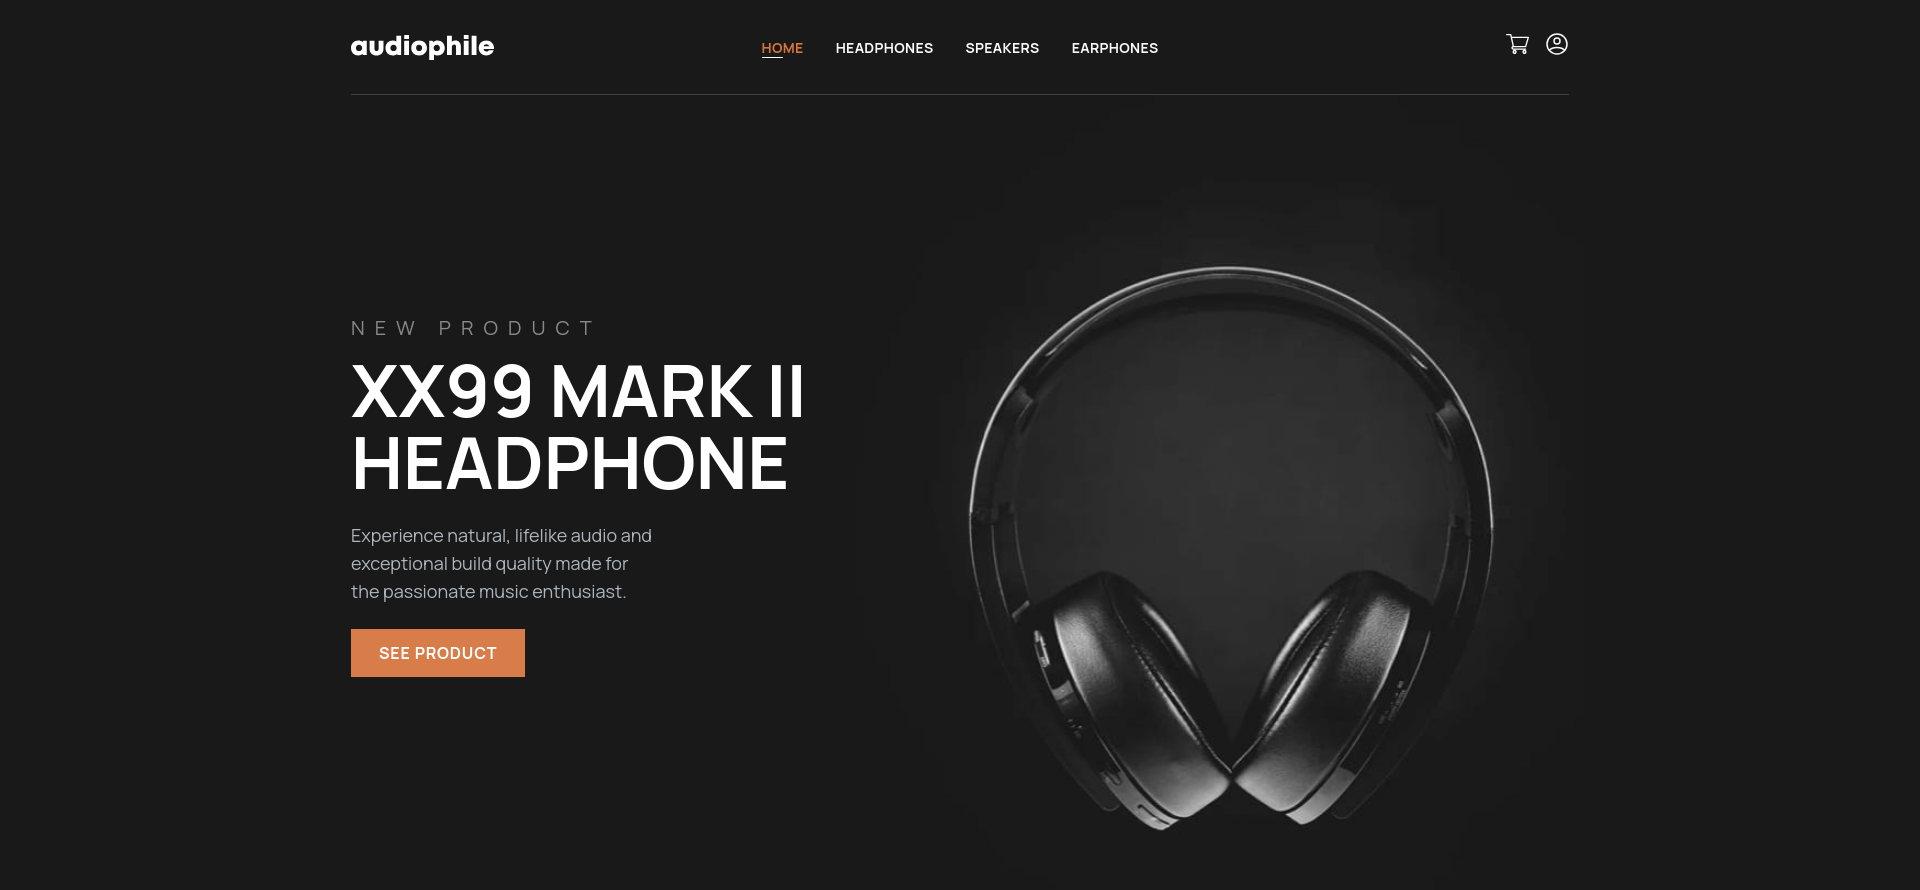 audiophile
HOME HEADPHONES SPEAKERS EARPHONES
NEW PRODUCT
XX99 MARK II
HEADPHONE
Experience natural, lifelike audio and
exceptional build quality made for
the passionate music enthusiast.
SEE PRODUCT